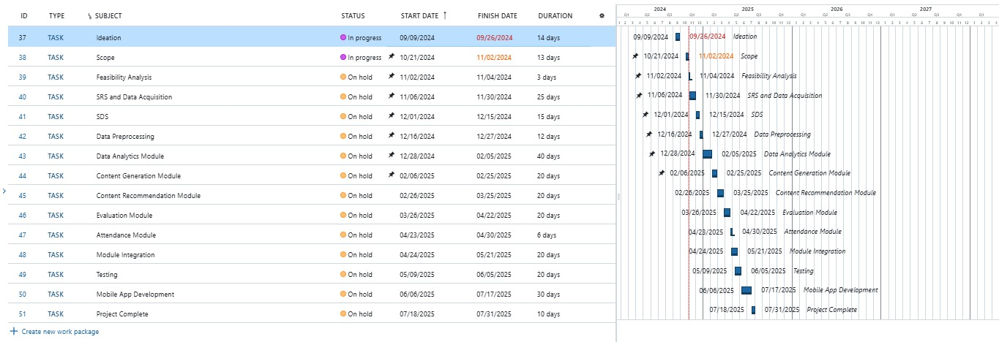 ID TYPE SUBJECT STATUS START DATE FINISH DATE DURATION
37 TASK Ideation In progress 09/09/2024 09/26/2024 14 days
38 TASK Scope In progress 10/21/2024 11/02/2024 13 days
39 TASK Feasibility Analysis On hold 11/02/2024 11/04/2024 3 days
40 TASK SRS and Data Acquisition On hold 11/06/2024 11/30/2024 25 days
41 TASK SDS On hold 12/01/2024 12/15/2024 15 days
42 TASK Data Preprocessing On hold 12/16/2024 12/27/2024 12 days
43 TASK Data Analytics Module On hold 12/28/2024 02/05/2025 40 days
44 TASK Content Generation Module On hold 02/06/2025 02/25/2025 20 days
45 TASK Content Recommendation Module On hold 02/26/2025 03/25/2025 20 days
46 TASK Evaluation Module On hold 03/26/2025 04/22/2025 20 days
47 TASK Attendance Module On hold 04/23/2025 04/30/2025 6 days
48 TASK Module Integration On hold 04/24/2025 05/21/2025 20 days
49 TASK Testing On hold 05/09/2025 06/05/2025 20 days
50 TASK Mobile App Development On hold 06/06/2025 07/17/2025 30 days
51 TASK Project Complete On hold 07/18/2025 07/31/2025 10 days
Create new work package
2024 2025 2026 2027
Q1 Q2 Q3 Q4 Q1 Q2 Q3 Q4 Q1 Q2 Q3 Q4 Q1 Q2 Q3 Q4 Q1
09/09/2024 09/26/2024 Ideation
10/21/2024 11/02/2024 Scope
11/02/2024 11/04/2024 Feasibility Analysis
11/06/2024 11/30/2024 SRS and Data Acquisition
12/01/2024 12/15/2024 SDS
12/16/2024 12/27/2024 Data Preprocessing
12/28/2024 02/05/2025 Data Analytics Module
02/06/2025 02/25/2025 Content Generation Module
02/26/2025 03/25/2025 Content Recommendation Module
03/26/2025 04/22/2025 Evaluation Module
04/23/2025 04/30/2025 Attendance Module
04/24/2025 05/21/2025 Module Integration
05/09/2025 06/05/2025 Testing
06/06/2025 07/17/2025 Mobile App Development
07/18/2025 07/31/2025 Project Complete